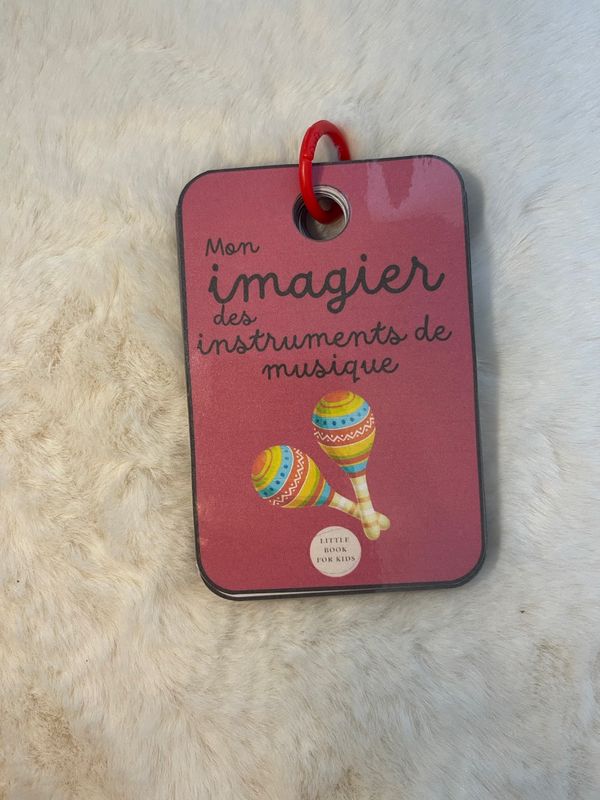 Mon
imagier
des
instruments de
musique
LITTLE
BOOK
FOR KIDS